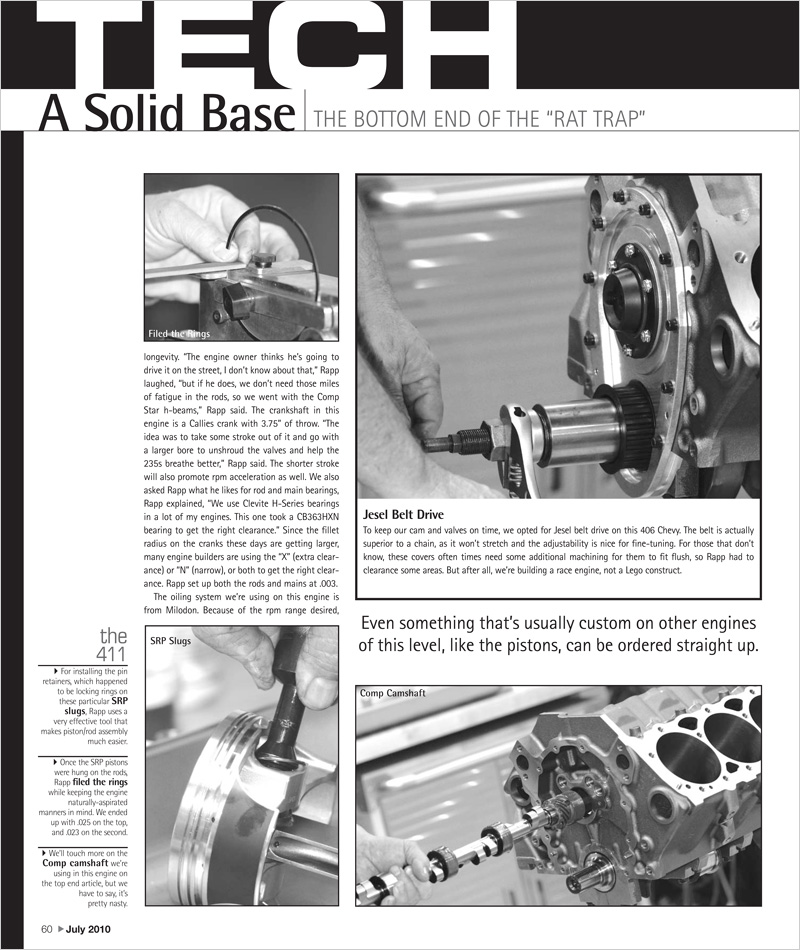 TECH
A Solid Base
THE BOTTOM END OF THE “RAT TRAP”
Filed the Rings
longevity. “The engine owner thinks he’s going to
drive it on the street, I don’t know about that,” Rapp
laughed, “but if he does, we don’t need those miles
of fatigue in the rods, so we went with the Comp
Star h-beams,” Rapp said. The crankshaft in this
engine is a Callies crank with 3.75” of throw. “The
idea was to take some stroke out of it and go with
a larger bore to unshroud the valves and help the
235s breathe better,” Rapp said. The shorter stroke
will also promote rpm acceleration as well. We also
asked Rapp what he likes for rod and main bearings,
Rapp explained, “We use Clevite H-Series bearings
in a lot of my engines. This one took a CB363HXN
bearing to get the right clearance.” Since the fillet
radius on the cranks these days are getting larger,
many engine builders are using the “X” (extra clear-
ance) or “N” (narrow), or both to get the right clear-
ance. Rapp set up both the rods and mains at .003.
The oiling system we’re using on this engine is
from Milodon. Because of the rpm range desired,
Jesel Belt Drive
To keep our cam and valves on time, we opted for Jesel belt drive on this 406 Chevy. The belt is actually
superior to a chain, as it won’t stretch and the adjustability is nice for fine-tuning. For those that don’t
know, these covers often times need some additional machining for them to fit flush, so Rapp had to
clearance some areas. But after all, we’re building a race engine, not a Lego construct.
Even something that’s usually custom on other engines
of this level, like the pistons, can be ordered straight up.
the
411
For installing the pin
retainers, which happened
to be locking rings on
these particular SRP
slugs, Rapp uses a
very effective tool that
makes piston/rod assembly
much easier.
Once the SRP pistons
were hung on the rods,
Rapp filed the rings
while keeping the engine
naturally-aspirated
manners in mind. We ended
up with .025 on the top,
and .023 on the second.
We’ll touch more on the
Comp camshaft we’re
using in this engine on
the top end article, but we
have to say, it’s
pretty nasty.
SRP Slugs
Comp Camshaft
60 July 2010